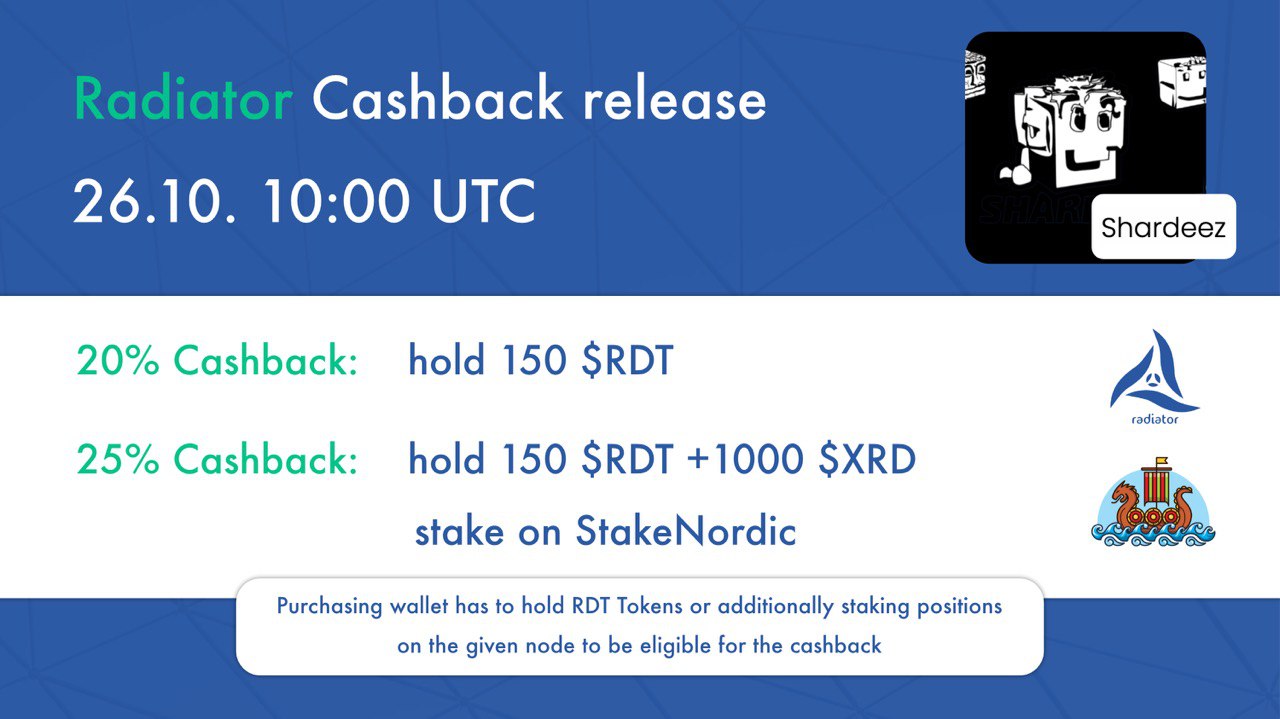 Radiator Cashback release
26.10. 10:00 UTC
Shardeez
20% Cashback: hold 150 $RDT
25% Cashback: hold 150 $RDT +1000 $XRD
stake on StakeNordic
radiator
Purchasing wallet has to hold RDT Tokens or additionally staking positions
on the given node to be eligible for the cashback